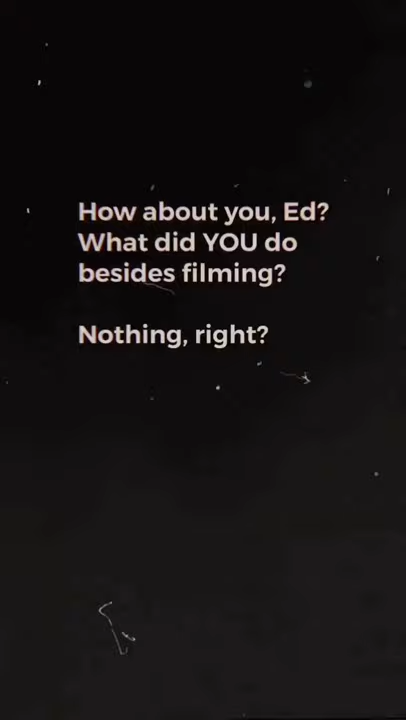 How about you, Ed?
What did YOU do
besides filming?
Nothing, right?